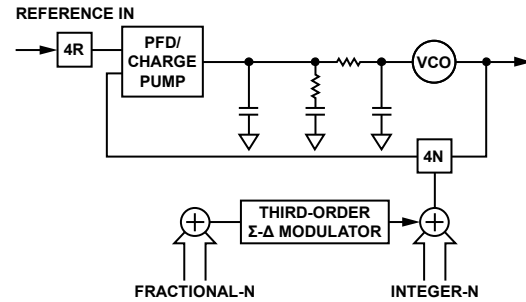 REFERENCE IN
4R
PFD/
CHARGE
PUMP
VCO
4N
THIRD-ORDER
Σ-Δ MODULATOR
FRACTIONAL-N
INTEGER-N